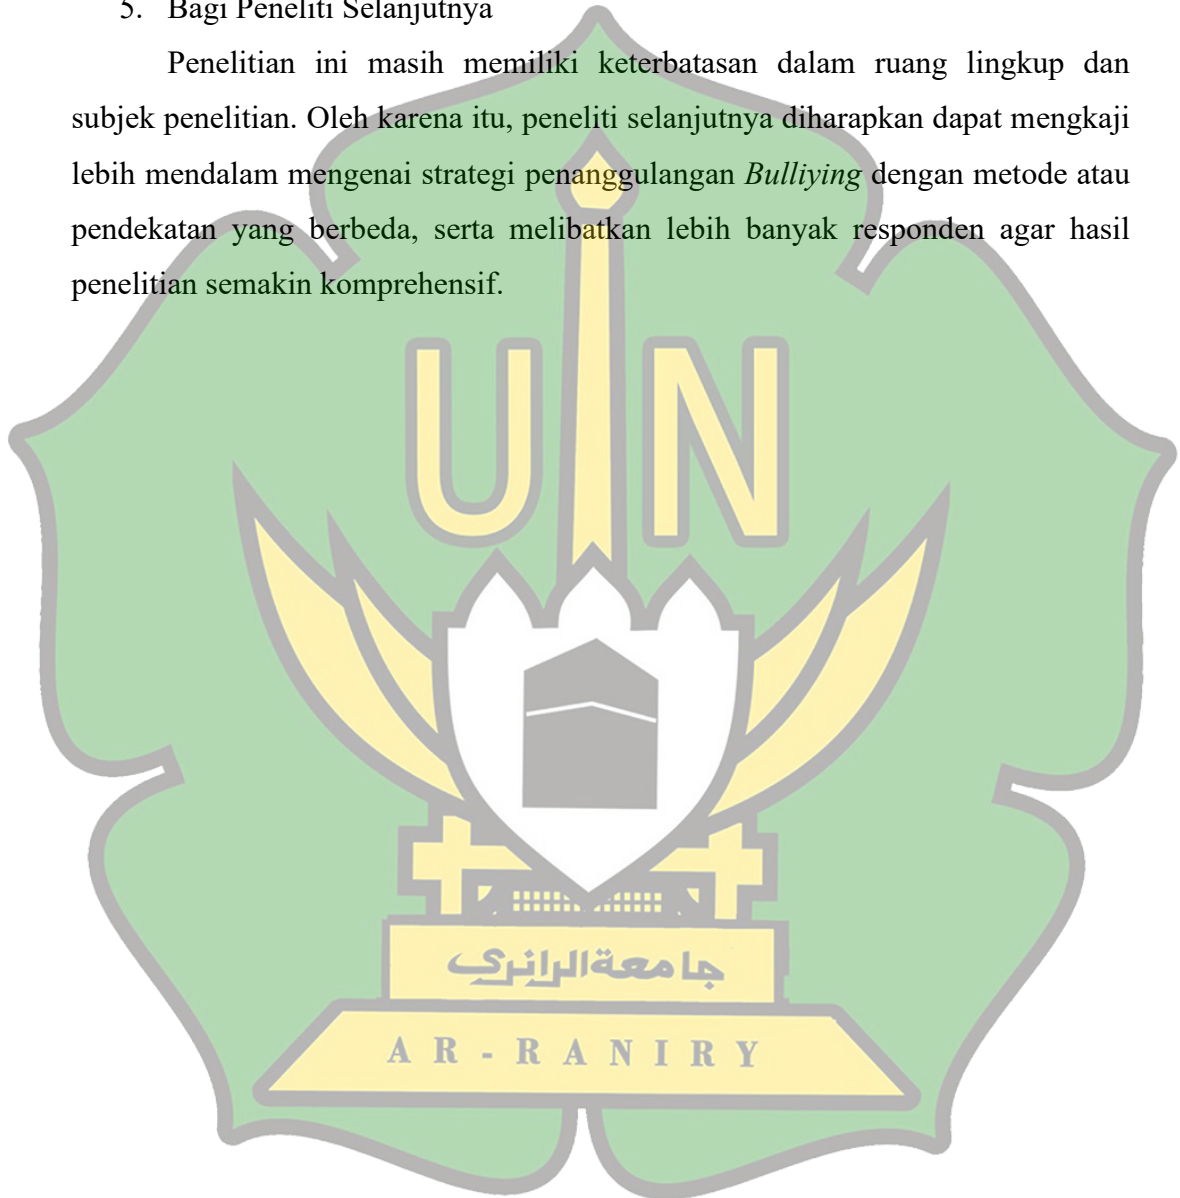 5. Bagi Peneliti Selanjutnya
Penelitian ini masih memiliki keterbatasan dalam ruang lingkup dan
subjek penelitian. Oleh karena itu, peneliti selanjutnya diharapkan dapat mengkaji
lebih mendalam mengenai strategi penanggulangan Bulliying dengan metode atau
pendekatan yang berbeda, serta melibatkan lebih banyak responden agar hasil
penelitian semakin komprehensif.
UIN
جامعة الرانري
AR-RANIRY